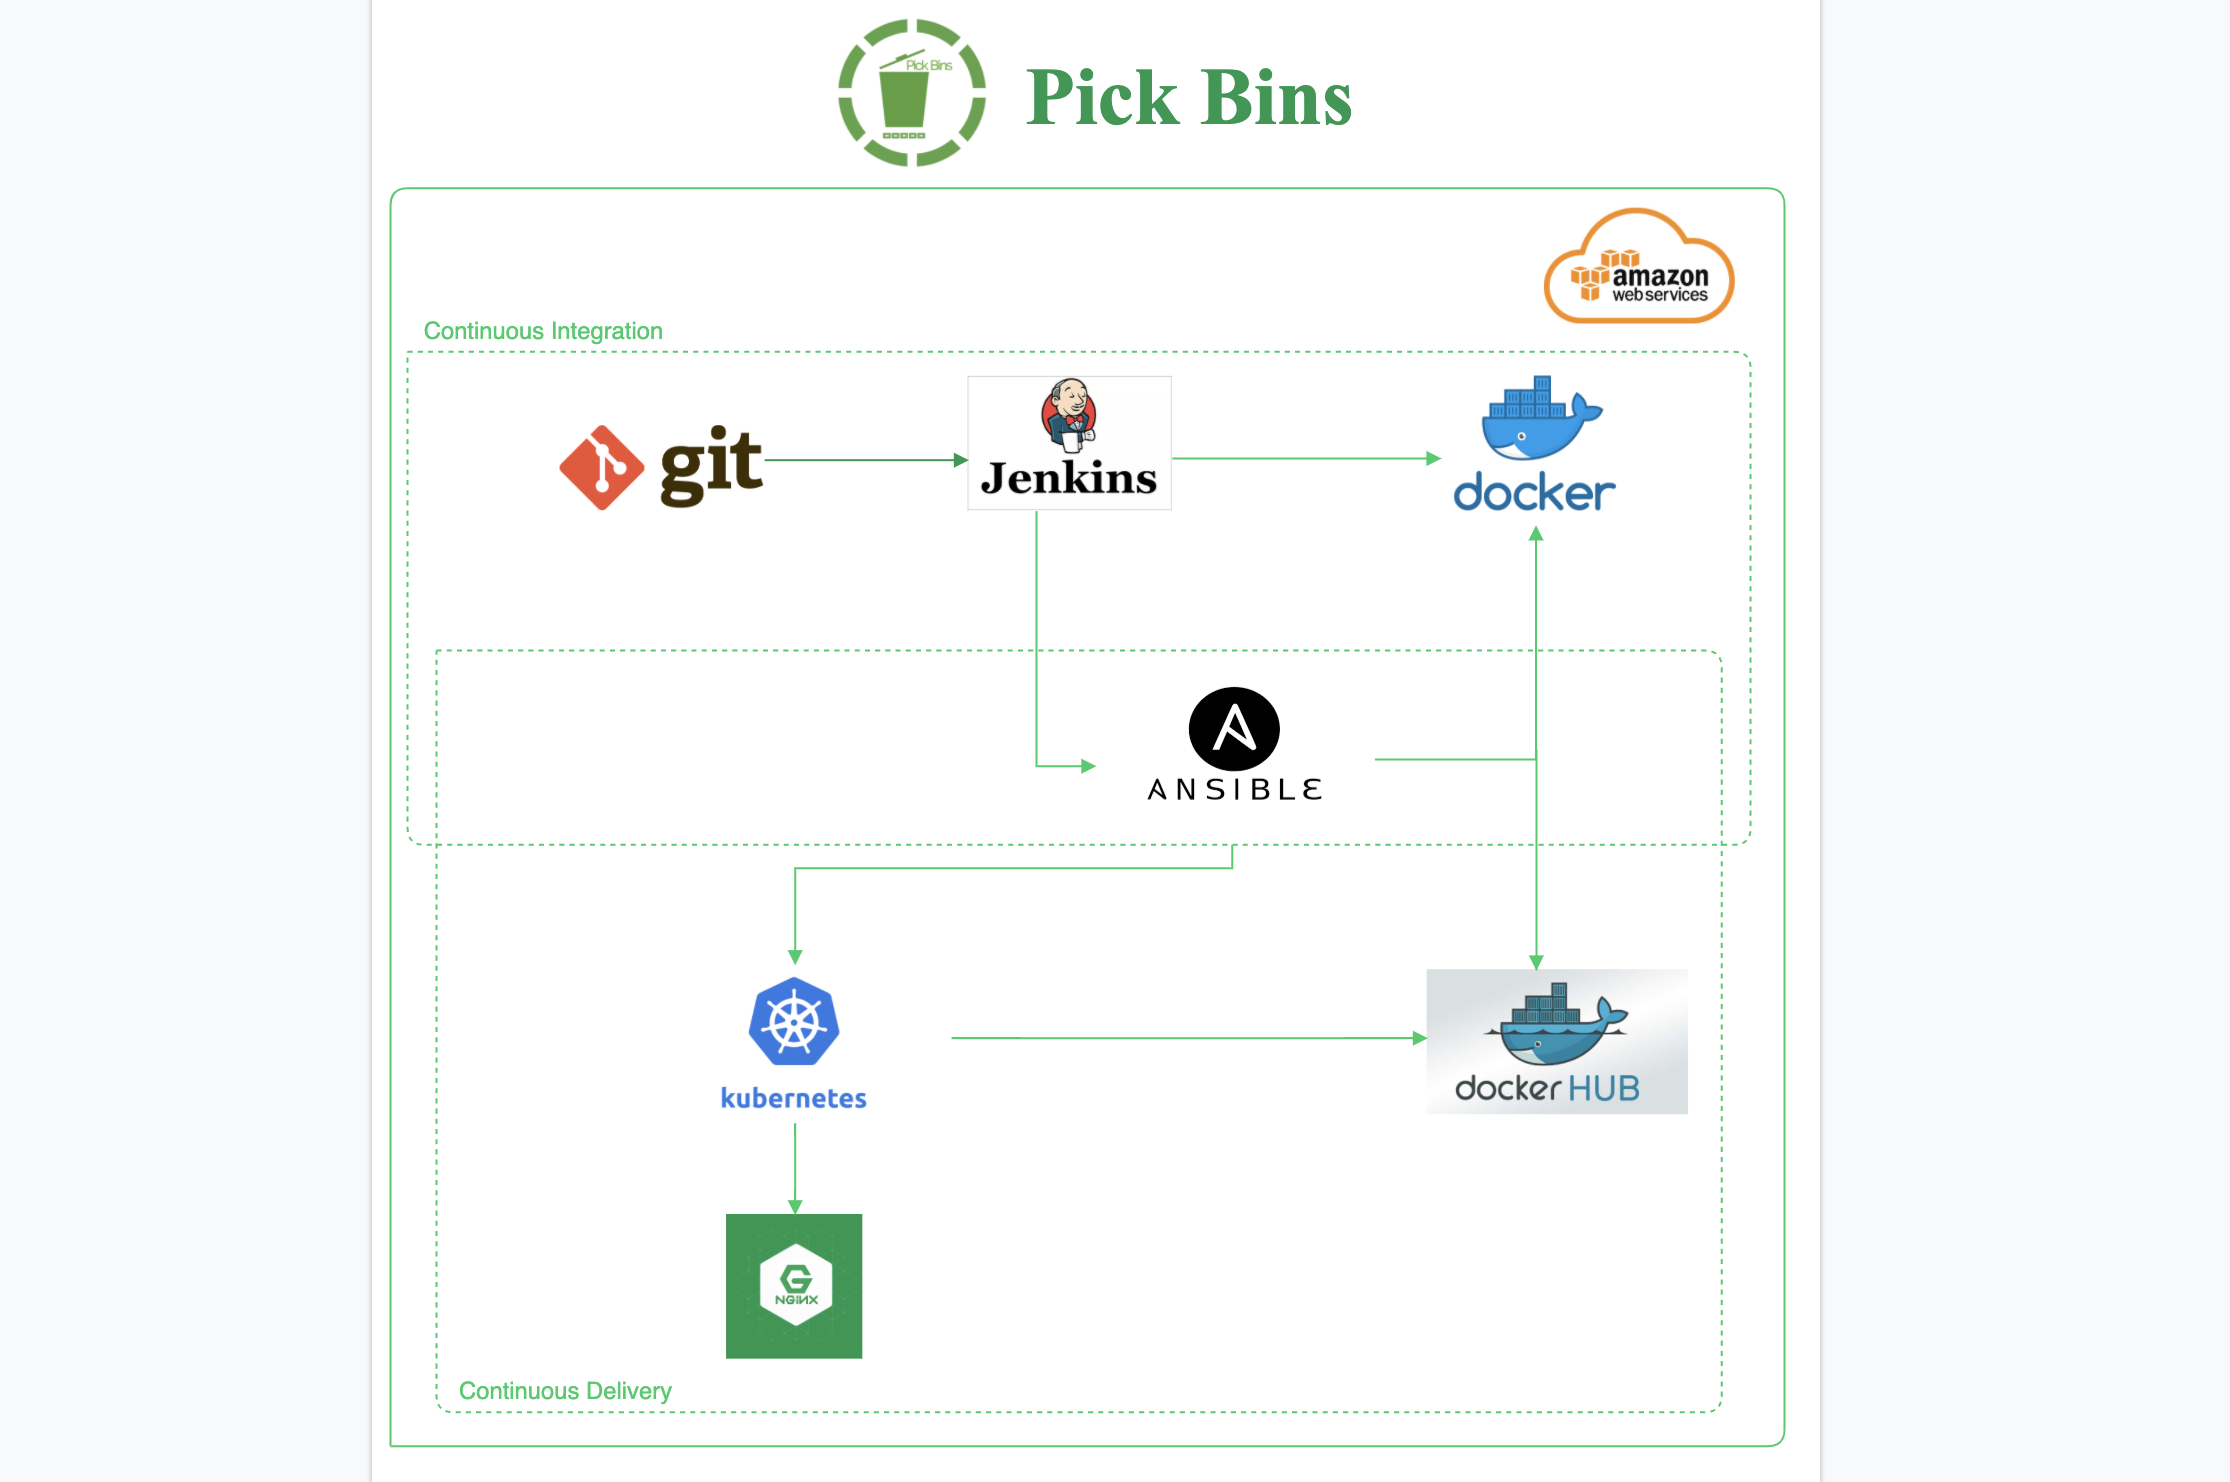 Pick Bins
Pick Bins
amazon
web services
Continuous Integration
git
Jenkins
docker
ANSIBLE
kubernetes
docker HUB
G
NGINX
Continuous Delivery